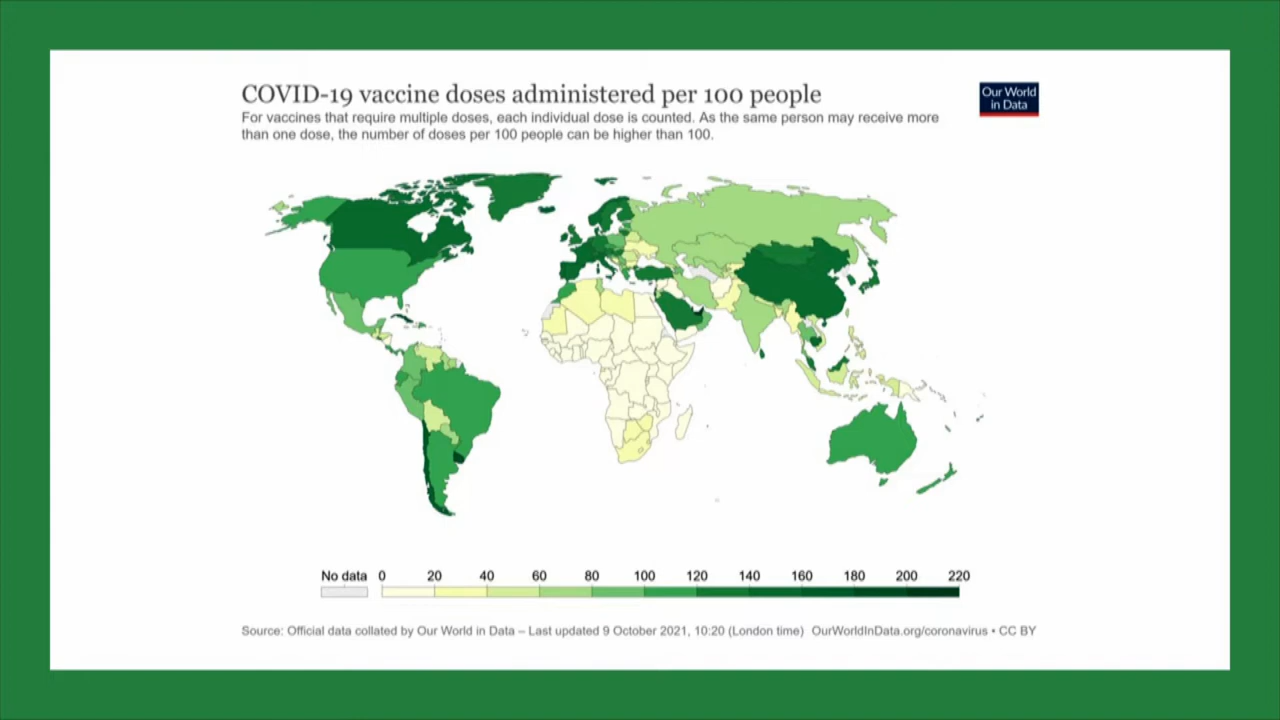 COVID-19 vaccine doses administered per 100 people
Our World
in Data
For vaccines that require multiple doses, each individual dose is counted. As the same person may receive more
than one dose, the number of doses per 100 people can be higher than 100.
No data 0 20 40 60 80 100 120 140 160 180 200 220
Source: Official data collated by Our World in Data – Last updated 9 October 2021, 10:20 (London time) OurWorldInData.org/coronavirus • CC BY